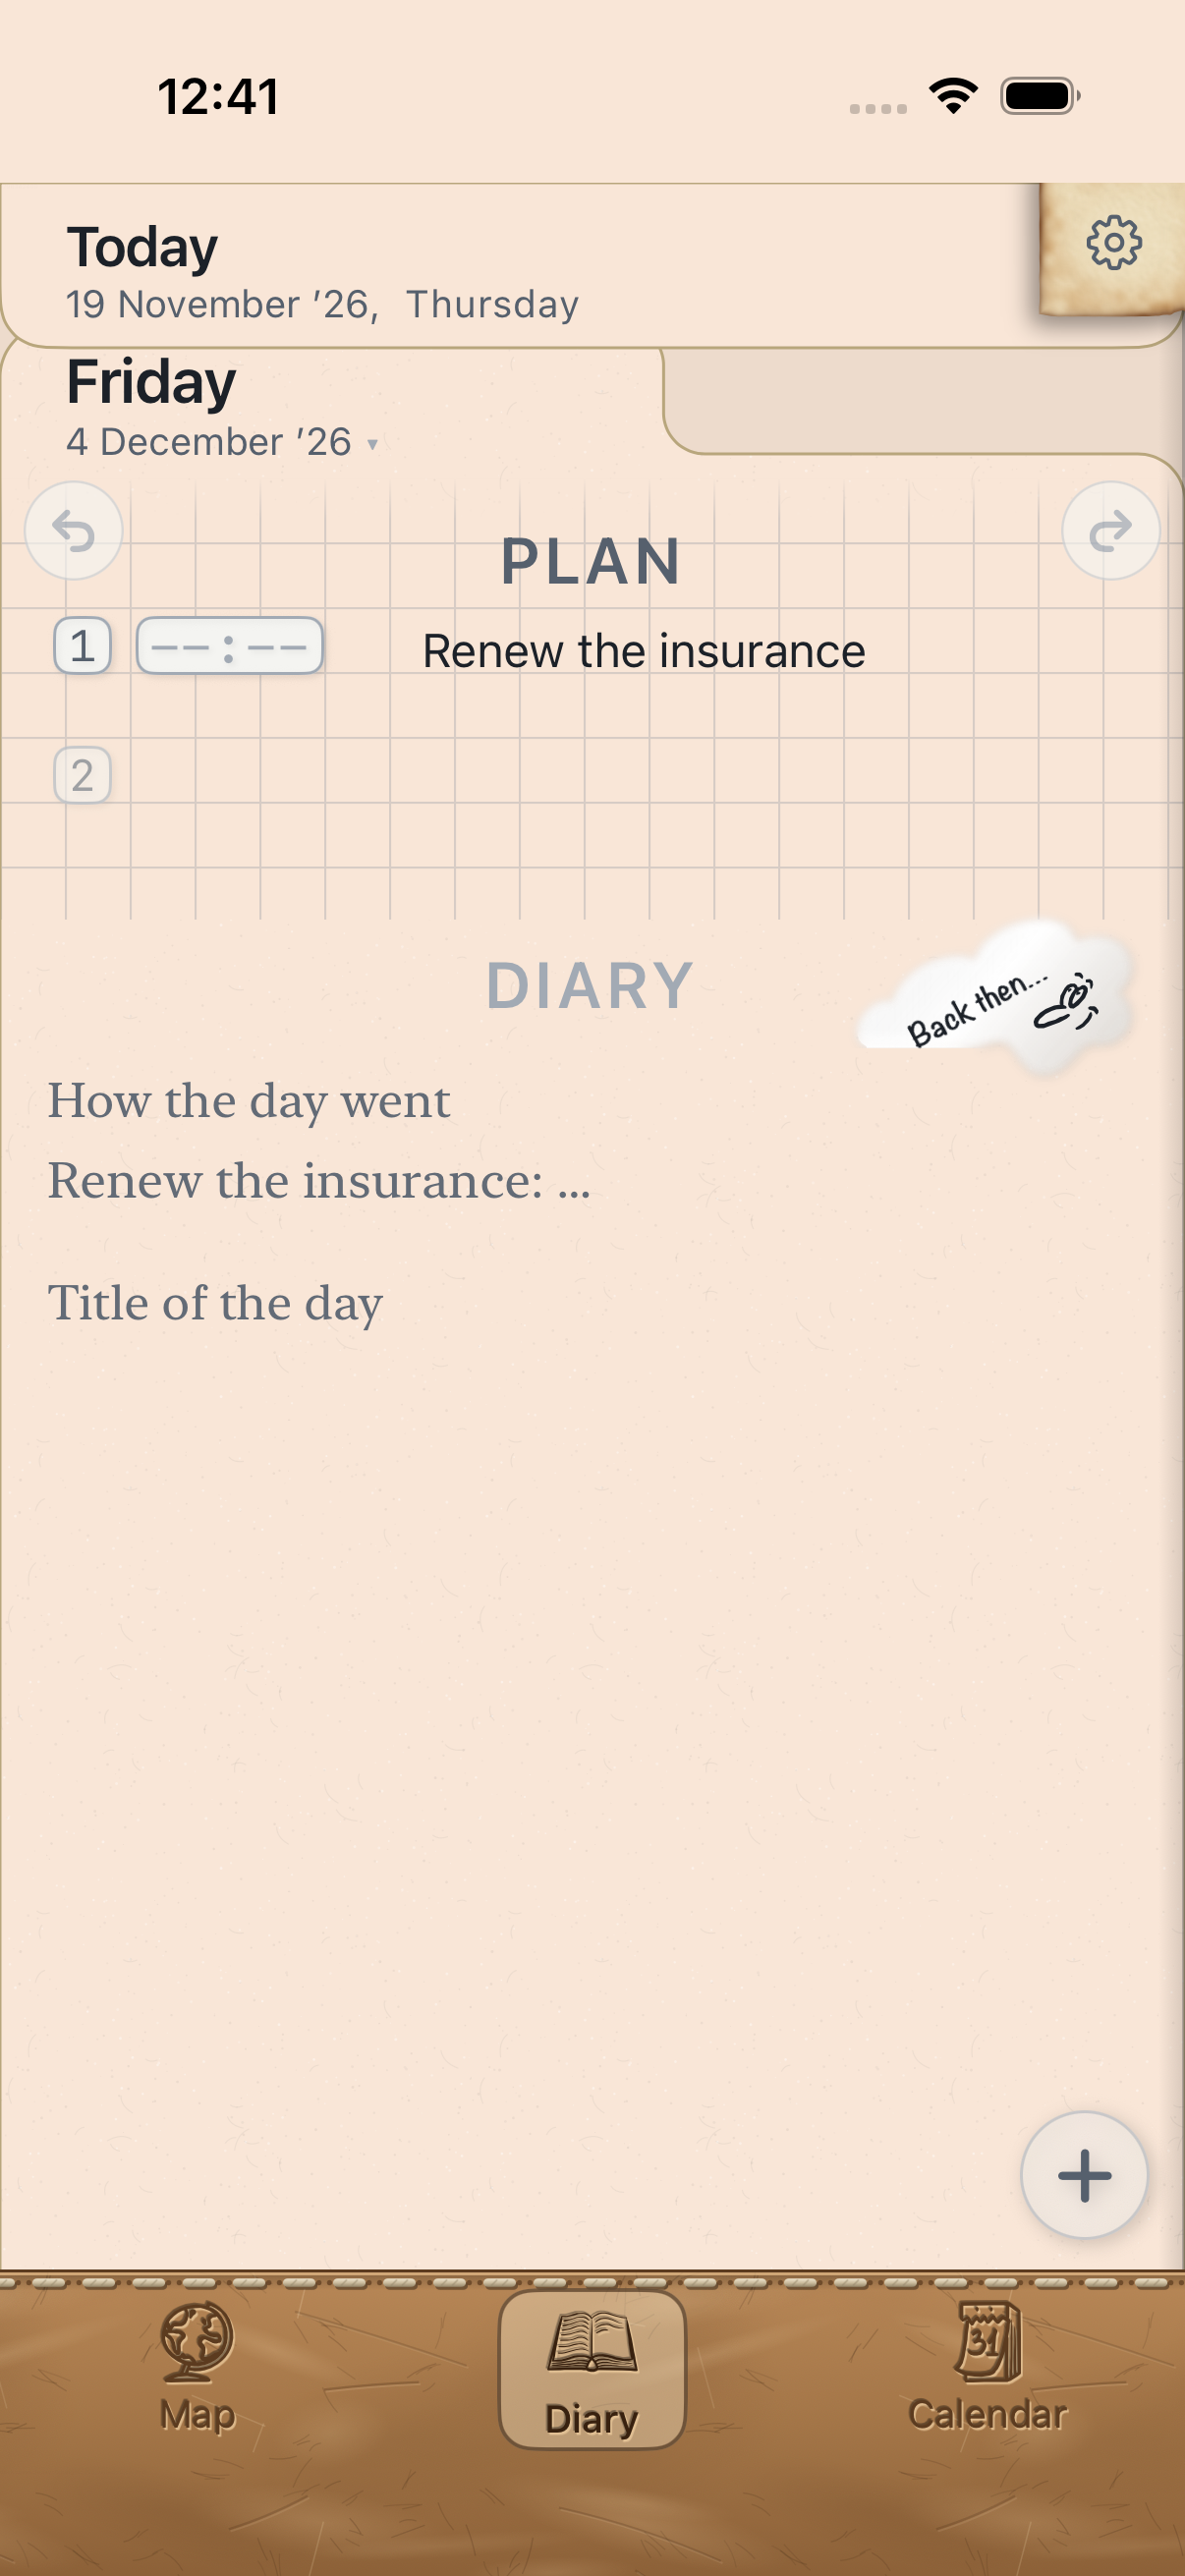 12:41
Today
19 November ’26, Thursday
Friday
4 December ’26 ▾
PLAN
1 --:-- Renew the insurance
2
DIARY
Back then...
How the day went
Renew the insurance: ...
Title of the day
31
Map
Diary
Calendar